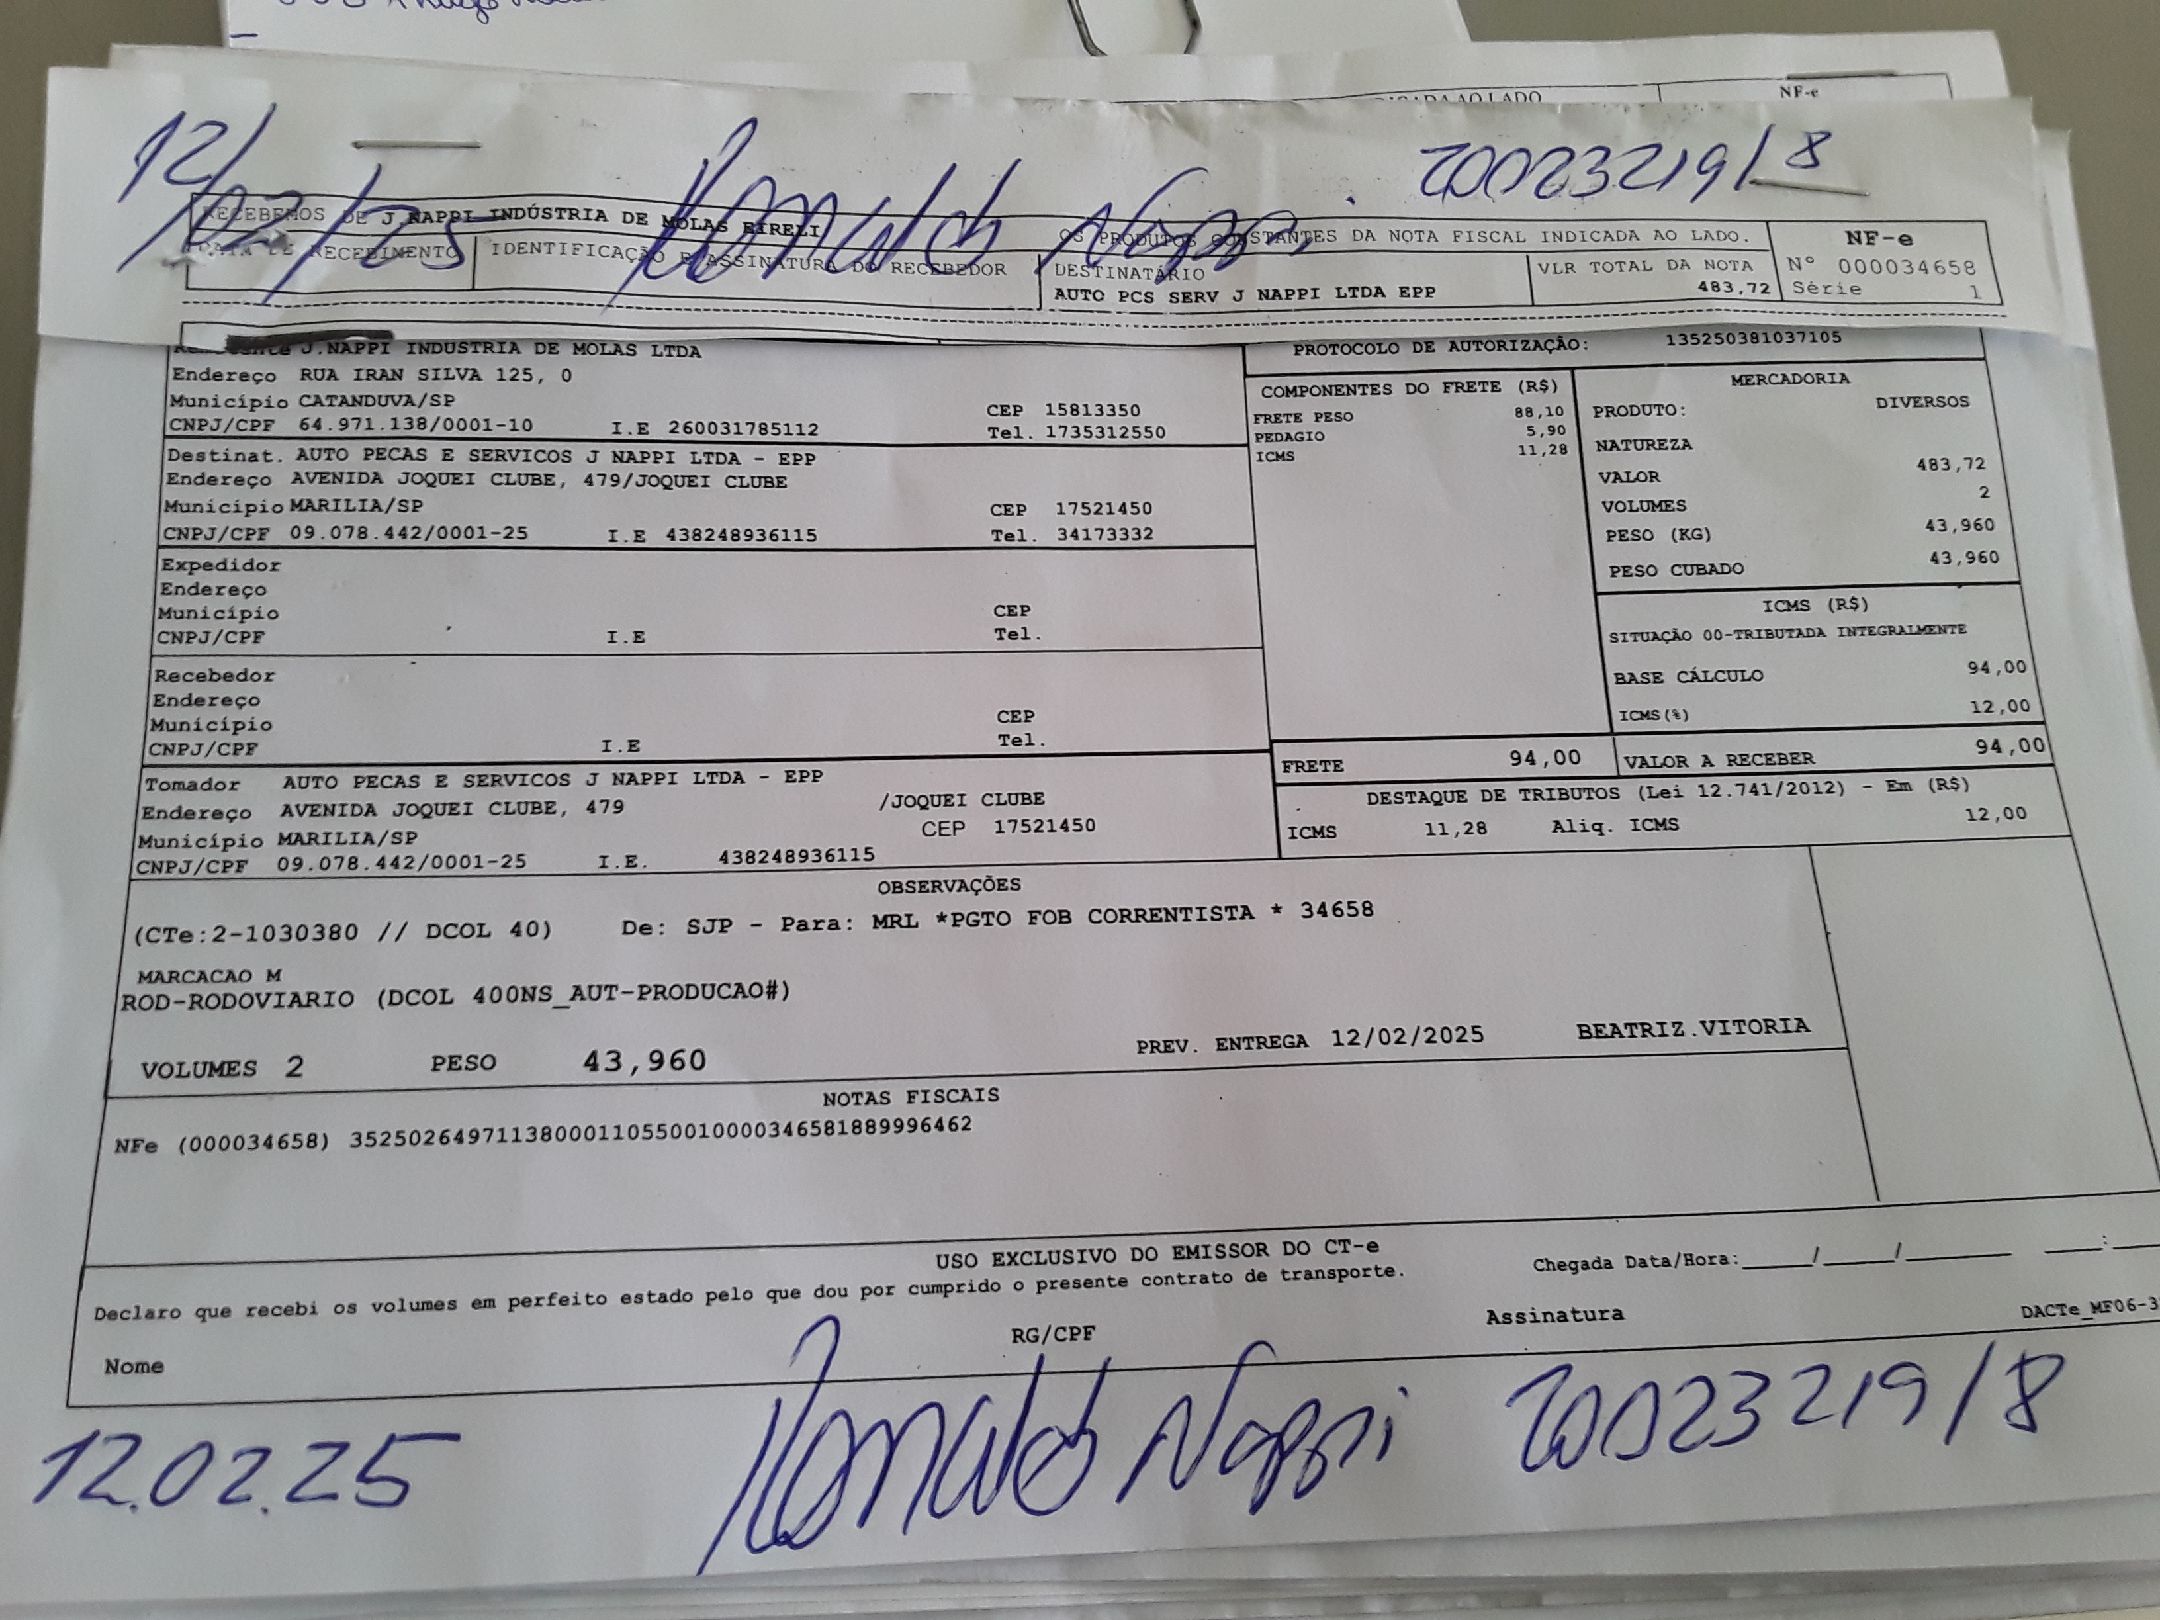 NF-e
12/02/25 Ronaldo Nappi 20023219/8
RECEBEMOS DE J NAPPI INDÚSTRIA DE MOLAS EIRELI OS PRODUTOS CONSTANTES DA NOTA FISCAL INDICADA AO LADO.
NF-e
DATA DE RECEBIMENTO IDENTIFICAÇÃO E ASSINATURA DO RECEBEDOR DESTINATÁRIO VLR TOTAL DA NOTA Nº 000034658
AUTO PCS SERV J NAPPI LTDA EPP 483,72 Série 1
Remetente J.NAPPI INDUSTRIA DE MOLAS LTDA
Endereço RUA IRAN SILVA 125, 0
Município CATANDUVA/SP CEP 15813350
CNPJ/CPF 64.971.138/0001-10 I.E 260031785112 Tel. 1735312550
Destinat. AUTO PECAS E SERVICOS J NAPPI LTDA - EPP
Endereço AVENIDA JOQUEI CLUBE, 479/JOQUEI CLUBE
Município MARILIA/SP CEP 17521450
CNPJ/CPF 09.078.442/0001-25 I.E 438248936115 Tel. 34173332
Expedidor
Endereço
Município CEP
CNPJ/CPF I.E Tel.
Recebedor
Endereço
Município CEP
CNPJ/CPF I.E Tel.
Tomador AUTO PECAS E SERVICOS J NAPPI LTDA - EPP
Endereço AVENIDA JOQUEI CLUBE, 479 /JOQUEI CLUBE
Município MARILIA/SP CEP 17521450
CNPJ/CPF 09.078.442/0001-25 I.E. 438248936115
PROTOCOLO DE AUTORIZAÇÃO: 135250381037105
COMPONENTES DO FRETE (R$)
FRETE PESO 88,10
PEDAGIO 5,90
ICMS 11,28
MERCADORIA
PRODUTO: DIVERSOS
NATUREZA
VALOR 483,72
VOLUMES 2
PESO (KG) 43,960
PESO CUBADO 43,960
ICMS (R$)
SITUAÇÃO 00-TRIBUTADA INTEGRALMENTE
BASE CÁLCULO 94,00
ICMS(%) 12,00
FRETE 94,00 VALOR A RECEBER 94,00
DESTAQUE DE TRIBUTOS (Lei 12.741/2012) - Em (R$)
ICMS 11,28 Aliq. ICMS 12,00
OBSERVAÇÕES
(CTe:2-1030380 // DCOL 40) De: SJP - Para: MRL *PGTO FOB CORRENTISTA * 34658
MARCACAO M
ROD-RODOVIARIO (DCOL 400NS_AUT-PRODUCAO#)
VOLUMES 2 PESO 43,960 PREV. ENTREGA 12/02/2025 BEATRIZ.VITORIA
NOTAS FISCAIS
NFe (000034658) 35250264971138000110550010000346581889996462
USO EXCLUSIVO DO EMISSOR DO CT-e
Declaro que recebi os volumes em perfeito estado pelo que dou por cumprido o presente contrato de transporte. Chegada Data/Hora:____/____/______ ___:___
Nome RG/CPF Assinatura DACTe_MF06-3
12.02.25 Ronaldo Nappi 20023219/8